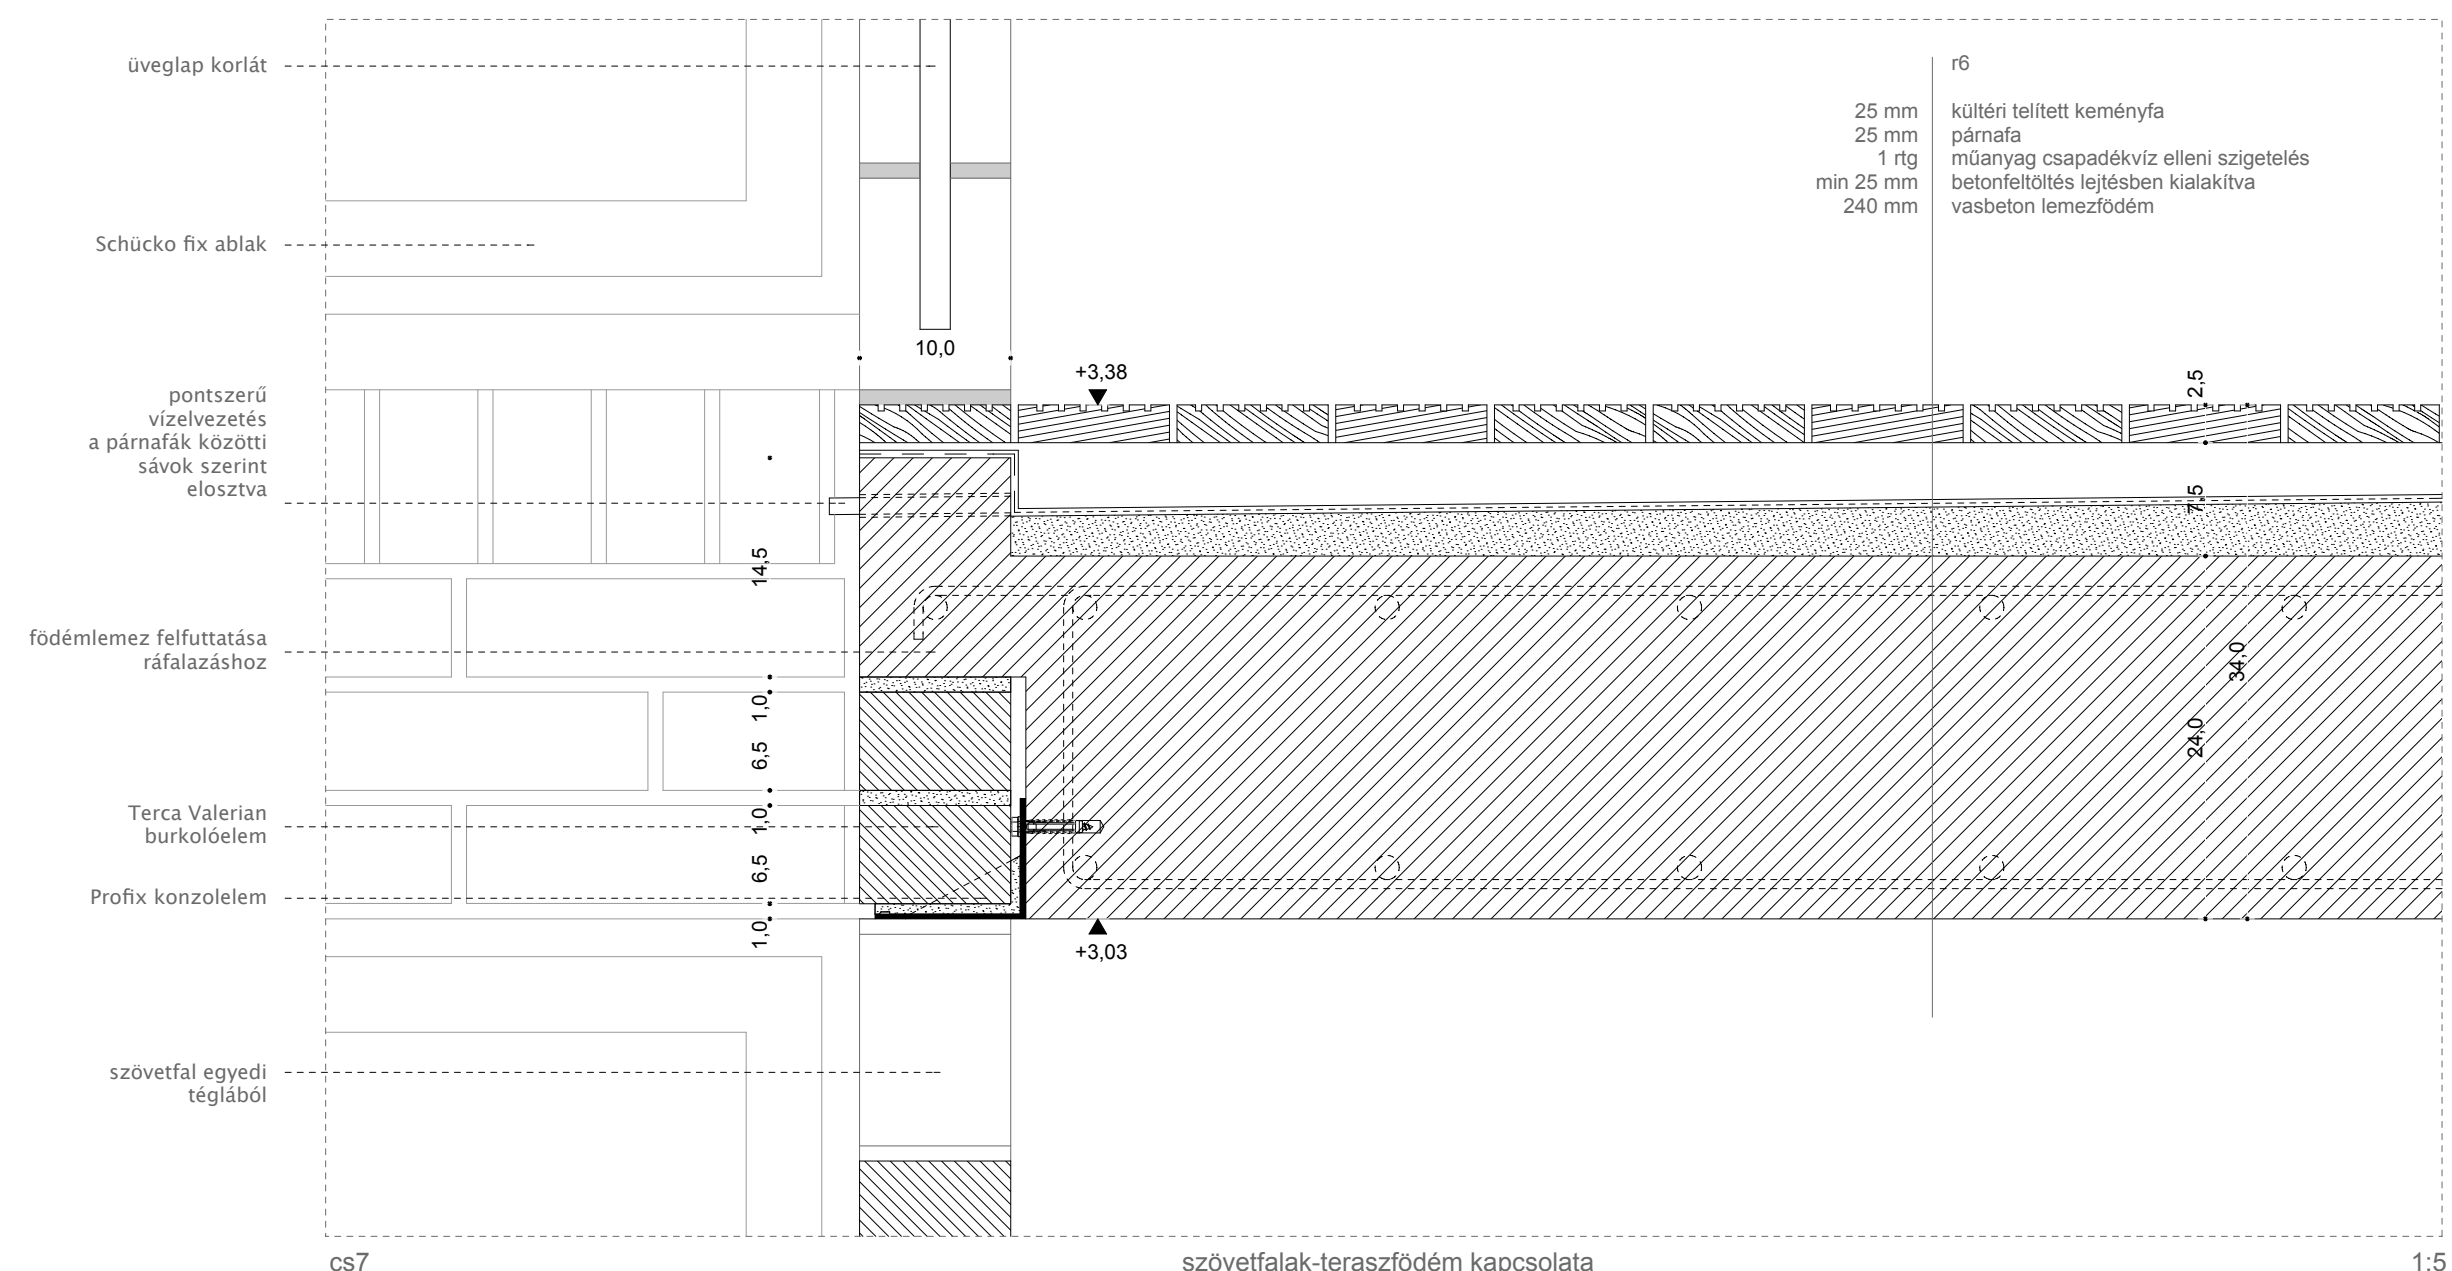 üveglap korlát
Schücko fix ablak
pontszerű
vízelvezetés
a párnafák közötti
sávok szerint
elosztva
födémlemez felfuttatása
ráfalazáshoz
Terca Valerian
burkolóelem
Profix konzolelem
szövetfal egyedi
téglából
r6
25 mm kültéri telített keményfa
25 mm párnafa
1 rtg műanyag csapadékvíz elleni szigetelés
min 25 mm betonfeltöltés lejtésben kialakítva
240 mm vasbeton lemezfödém
10,0
+3,38
2,5
7,5
34,0
24,0
14,5
1,0
6,5
1,0
6,5
1,0
+3,03
cs7
szövetfalak-teraszfödém kapcsolata
1:5